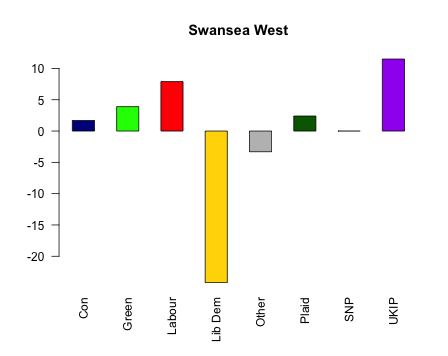 Swansea West
10
5
0
-5
-10
-15
-20
Con
Green
Labour
Lib Dem
Other
Plaid
SNP
UKIP